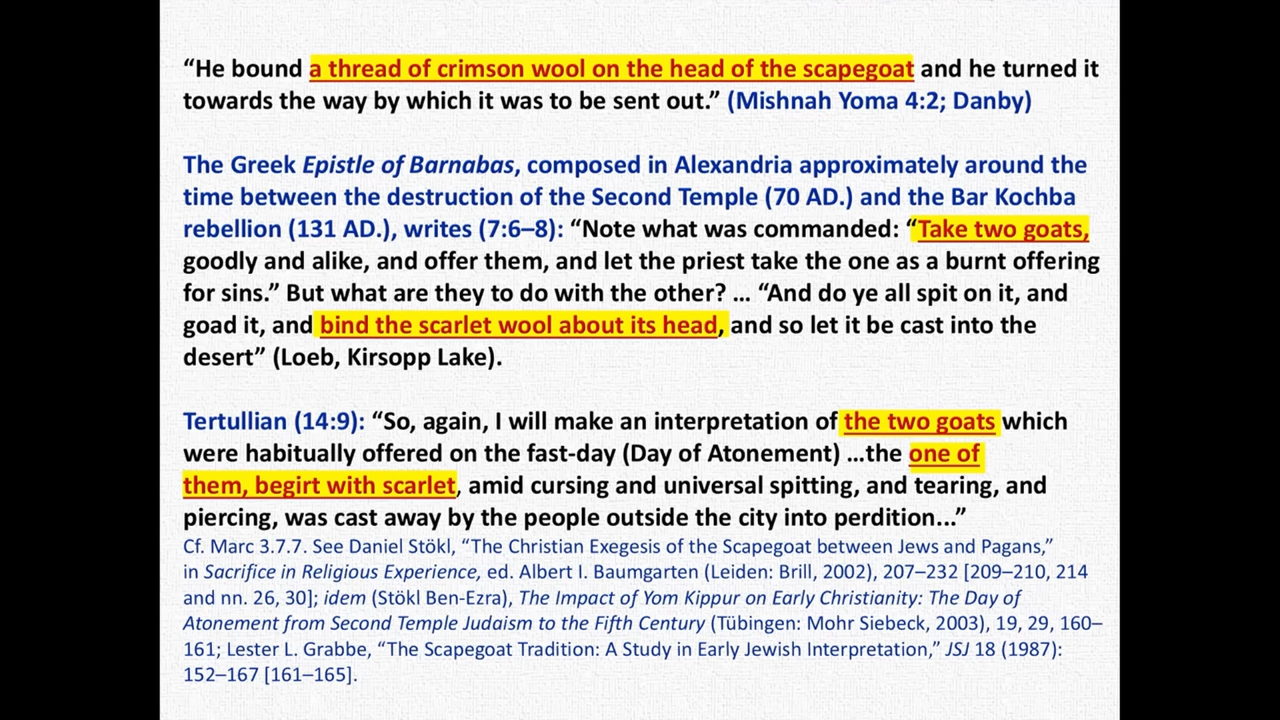 “He bound a thread of crimson wool on the head of the scapegoat and he turned it
towards the way by which it was to be sent out.” (Mishnah Yoma 4:2; Danby)
The Greek Epistle of Barnabas, composed in Alexandria approximately around the
time between the destruction of the Second Temple (70 AD.) and the Bar Kochba
rebellion (131 AD.), writes (7:6–8): “Note what was commanded: “Take two goats,
goodly and alike, and offer them, and let the priest take the one as a burnt offering
for sins.” But what are they to do with the other? … “And do ye all spit on it, and
goad it, and bind the scarlet wool about its head, and so let it be cast into the
desert” (Loeb, Kirsopp Lake).
Tertullian (14:9): “So, again, I will make an interpretation of the two goats which
were habitually offered on the fast-day (Day of Atonement) …the one of
them, begirt with scarlet, amid cursing and universal spitting, and tearing, and
piercing, was cast away by the people outside the city into perdition...”
Cf. Marc 3.7.7. See Daniel Stökl, “The Christian Exegesis of the Scapegoat between Jews and Pagans,”
in Sacrifice in Religious Experience, ed. Albert I. Baumgarten (Leiden: Brill, 2002), 207–232 [209–210, 214
and nn. 26, 30]; idem (Stökl Ben-Ezra), The Impact of Yom Kippur on Early Christianity: The Day of
Atonement from Second Temple Judaism to the Fifth Century (Tübingen: Mohr Siebeck, 2003), 19, 29, 160–
161; Lester L. Grabbe, “The Scapegoat Tradition: A Study in Early Jewish Interpretation,” JSJ 18 (1987):
152–167 [161–165].